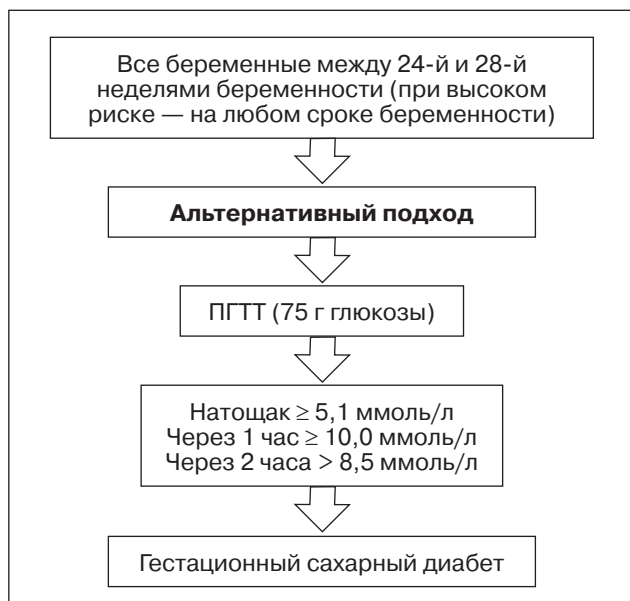 Все беременные между 24-й и 28-й
неделями беременности (при высоком
риске — на любом сроке беременности)
Альтернативный подход
ПГТТ (75 г глюкозы)
Натощак ≥ 5,1 ммоль/л
Через 1 час ≥ 10,0 ммоль/л
Через 2 часа > 8,5 ммоль/л
Гестационный сахарный диабет